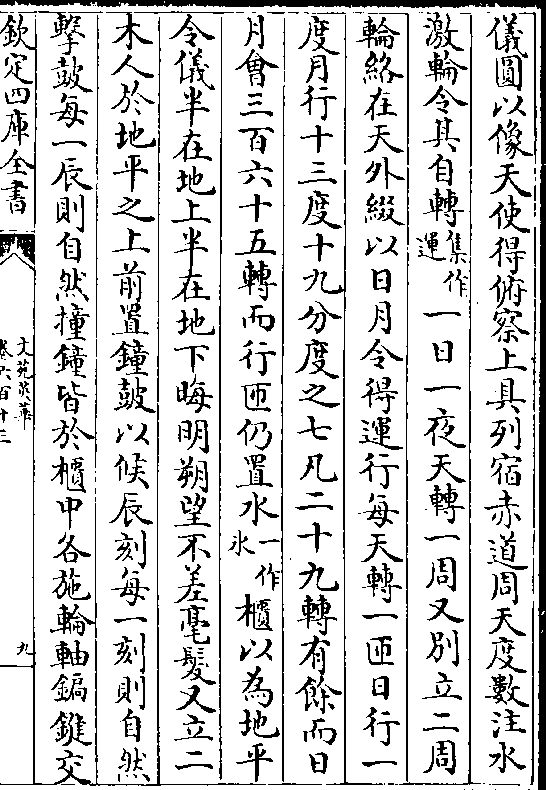 儀圓以像天使得俯察上具列宿赤道周天度數注水
激輪令其自轉集作運一日一夜天轉一周又別立二周
輪絡在天外綴以日月令得運行每天轉一匝日行一
度月行十三度十九分度之七凡二十九轉有餘而日
月會三百六十五轉而行匝仍置水一作氷櫃以為地平
令儀半在地上半在地下晦明朔望不差毫髮又立二
木人於地平之上前置鐘鼓以候辰刻每一刻則自然
擊鼓每一辰則自然撞鐘皆於櫃中各施輪軸鍧鏦交
欽定四庫全書
文苑英華
卷六百十三
九